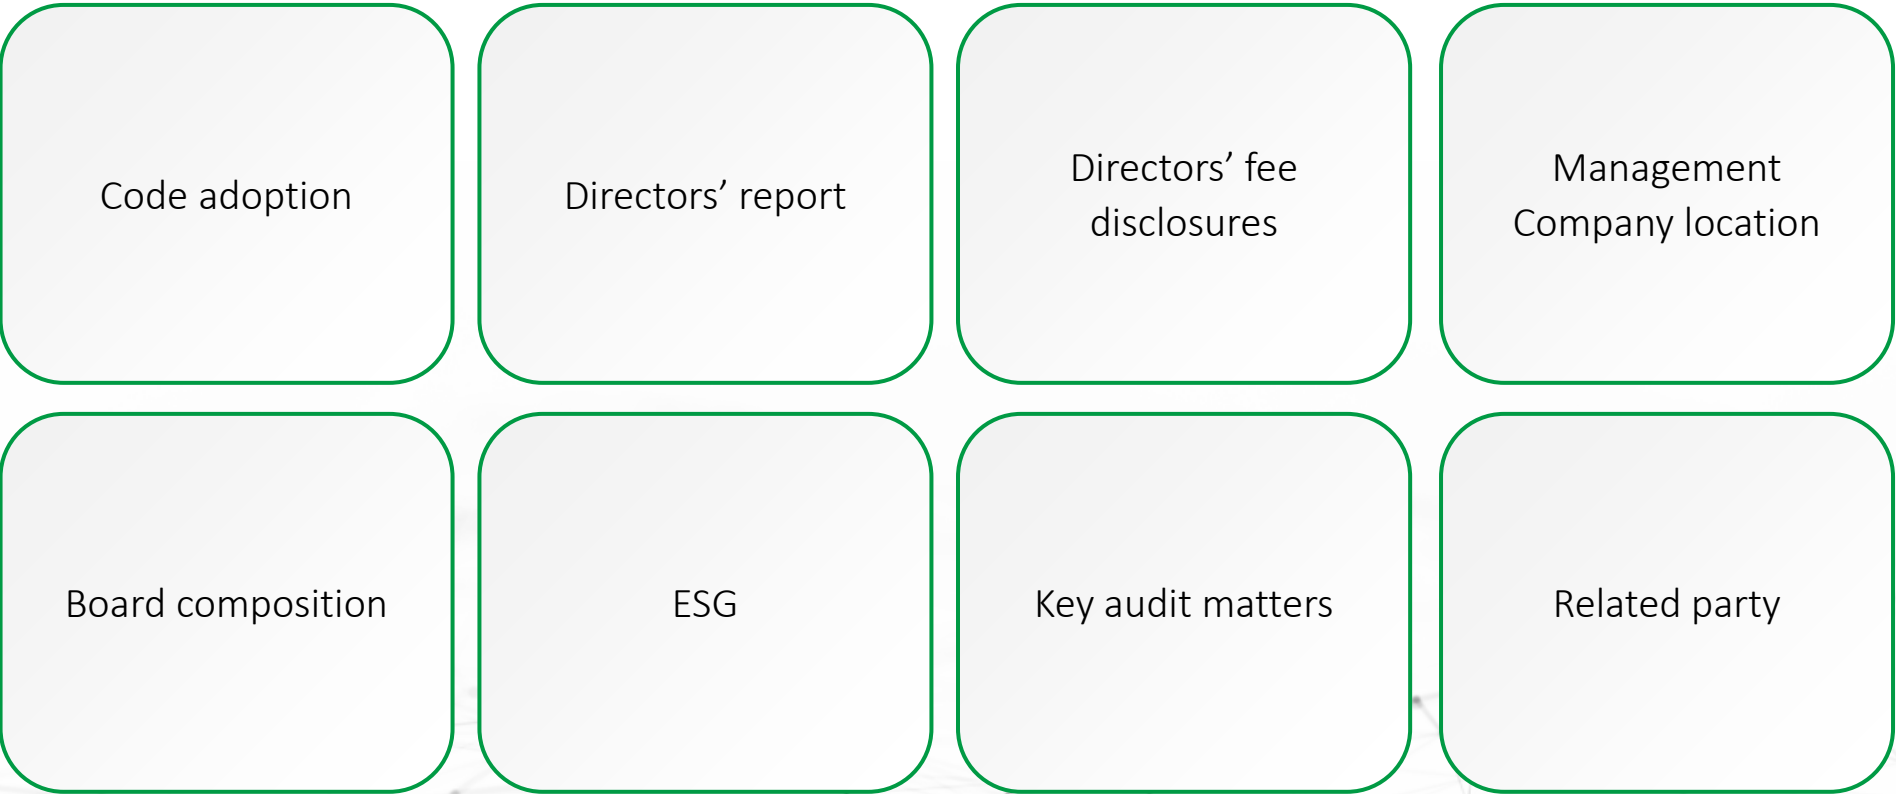 Code adoption
Directors’ report
Directors’ fee
disclosures
Management
Company location
Board composition
ESG
Key audit matters
Related party